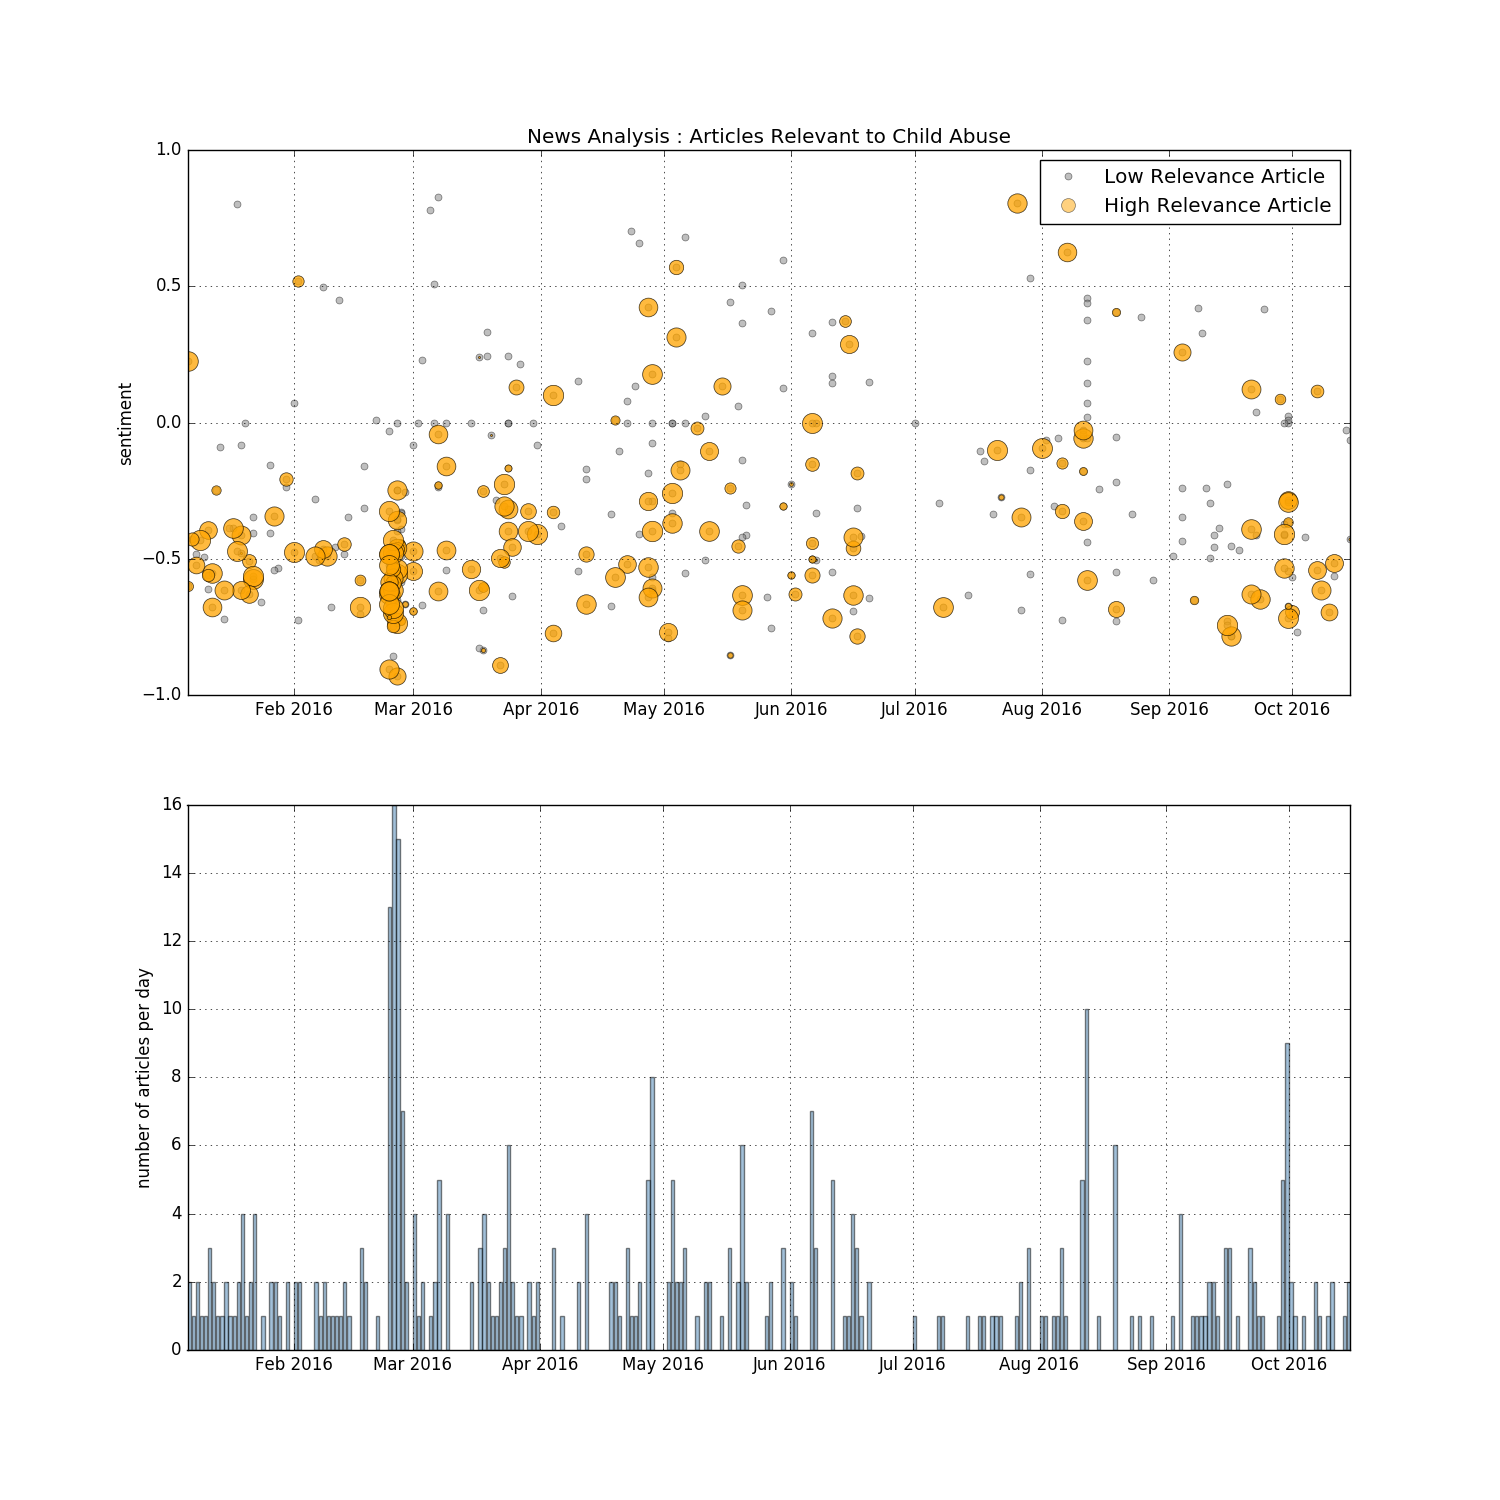 News Analysis : Articles Relevant to Child Abuse
Low Relevance Article
High Relevance Article
sentiment
1.0
0.5
0.0
−0.5
−1.0
Feb 2016 Mar 2016 Apr 2016 May 2016 Jun 2016 Jul 2016 Aug 2016 Sep 2016 Oct 2016
number of articles per day
16
14
12
10
8
6
4
2
0
Feb 2016 Mar 2016 Apr 2016 May 2016 Jun 2016 Jul 2016 Aug 2016 Sep 2016 Oct 2016